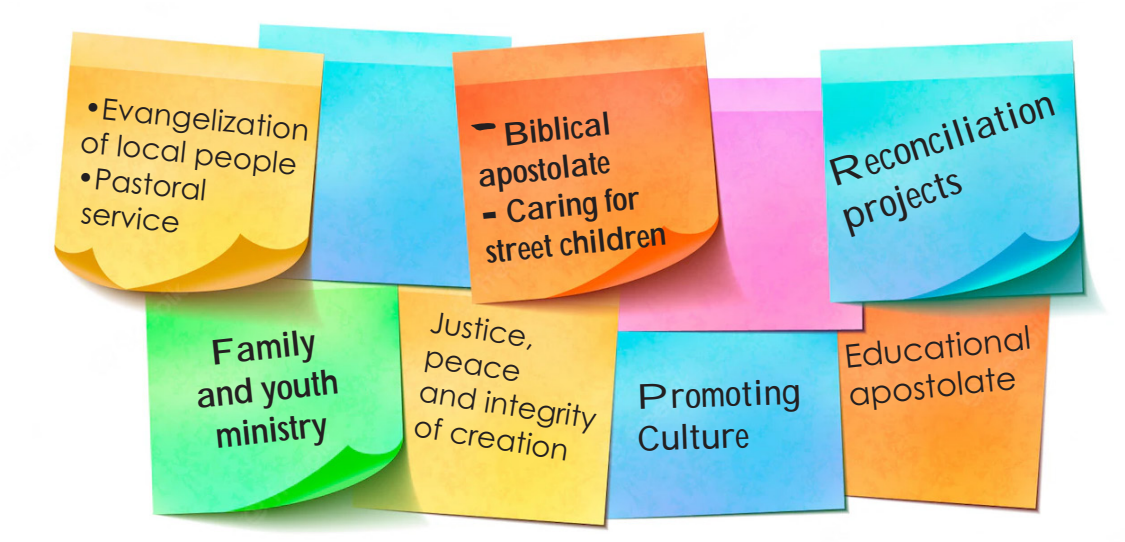 •Evangelization
of local people
•Pastoral
service
- Biblical
apostolate
- Caring for
street children
Reconciliation
projects
Family
and youth
ministry
Justice,
peace
and integrity
of creation
Promoting
Culture
Educational
apostolate